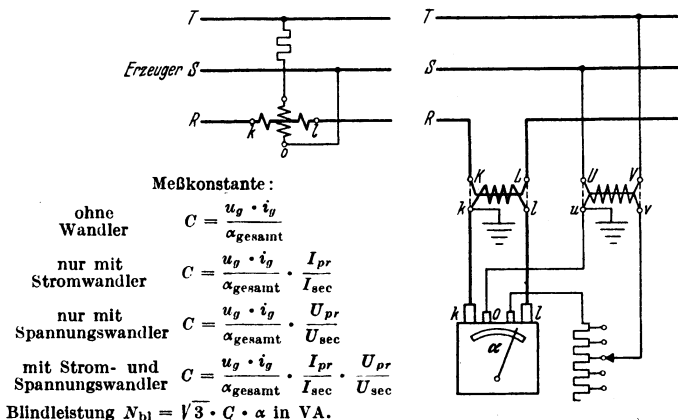 T T
Erzeuger S S
R R
k l
o
K L U V
k l u v
k o l
α
Meßkonstante:
ohne Wandler C = u_g · i_g / α_gesamt
nur mit Stromwandler C = u_g · i_g / α_gesamt · I_pr / I_sec
nur mit Spannungswandler C = u_g · i_g / α_gesamt · U_pr / U_sec
mit Strom- und Spannungswandler C = u_g · i_g / α_gesamt · I_pr / I_sec · U_pr / U_sec
Blindleistung N_bl = √3 · C · α in VA.